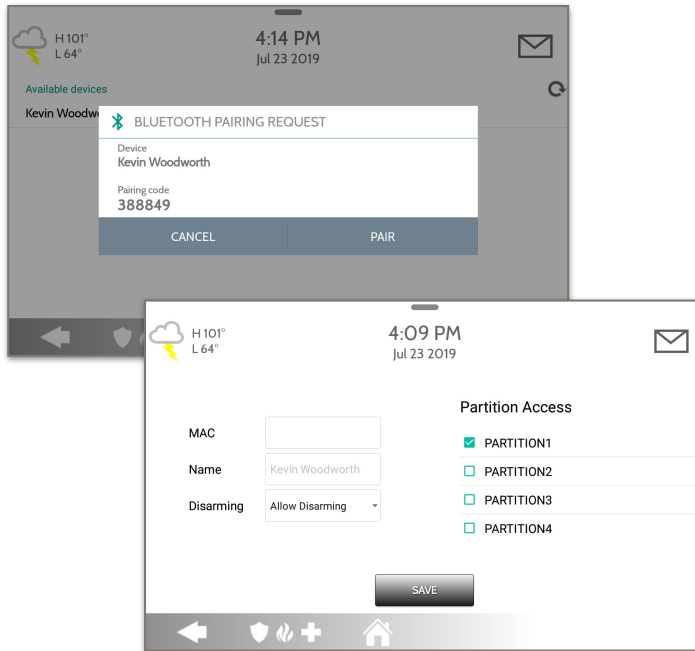 H 101°
L 64°
4:14 PM
Jul 23 2019
Available devices
Kevin Woodwo
BLUETOOTH PAIRING REQUEST
Device
Kevin Woodworth
Pairing code
388849
CANCEL
PAIR
H 101°
L 64°
4:09 PM
Jul 23 2019
MAC
Name
Kevin Woodworth
Disarming
Allow Disarming
Partition Access
PARTITION1
PARTITION2
PARTITION3
PARTITION4
SAVE